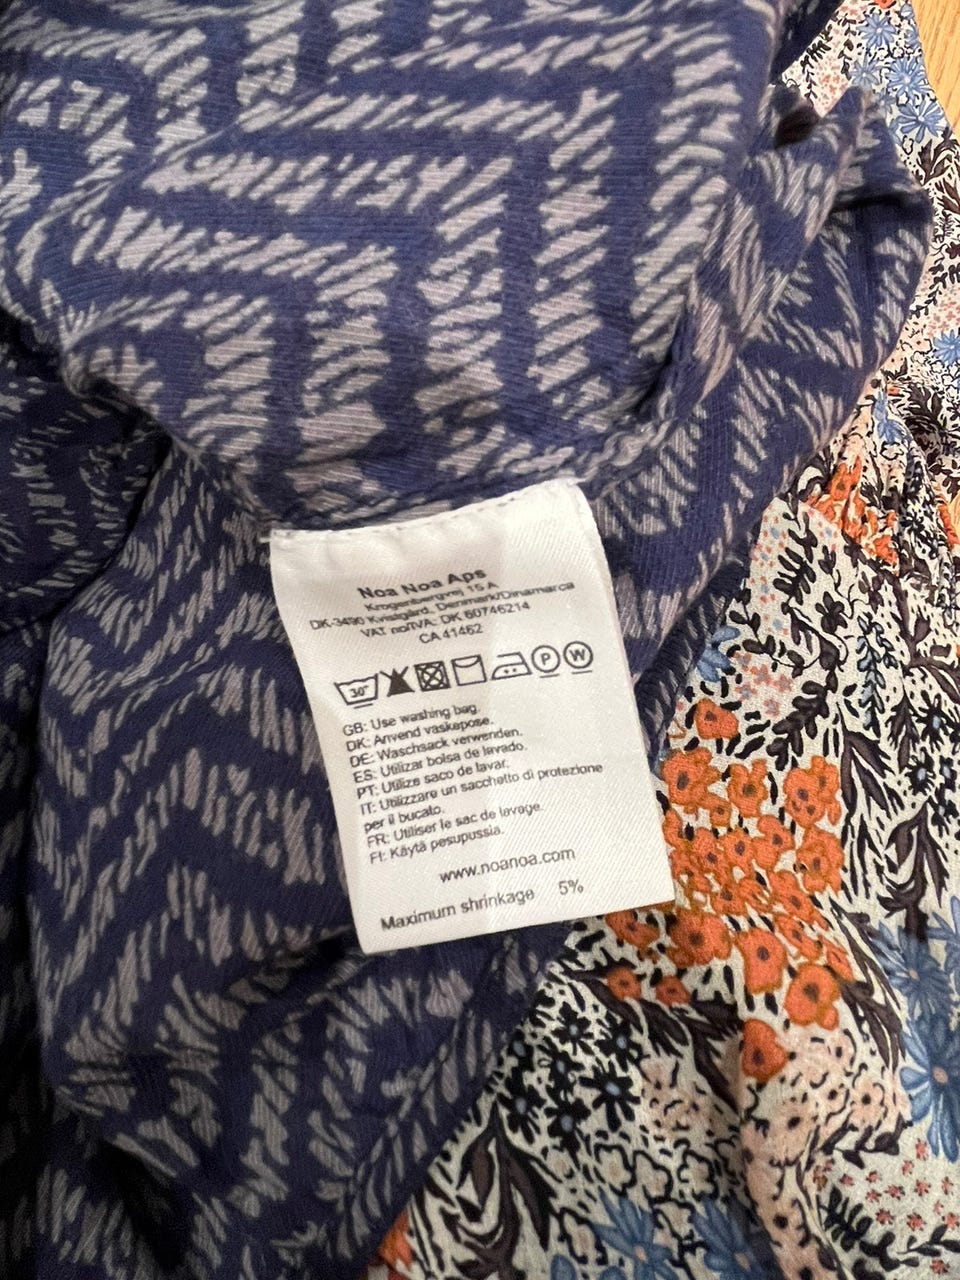 Noa Noa Aps
Krogenbergvej 15 A
DK-3490 Kvistgård, Denmark/Dinamarca
VAT no/IVA: DK 60746214
CA 41462
30° P W
GB: Use washing bag.
DK: Anvend vaskepose.
DE: Waschsack verwenden.
ES: Utilizar bolsa de lavado.
PT: Utilize saco de lavar.
IT: Utilizzare un sacchetto di protezione
per il bucato.
FR: Utiliser le sac de lavage.
FI: Käytä pesupussia.
www.noanoa.com
Maximum shrinkage 5%